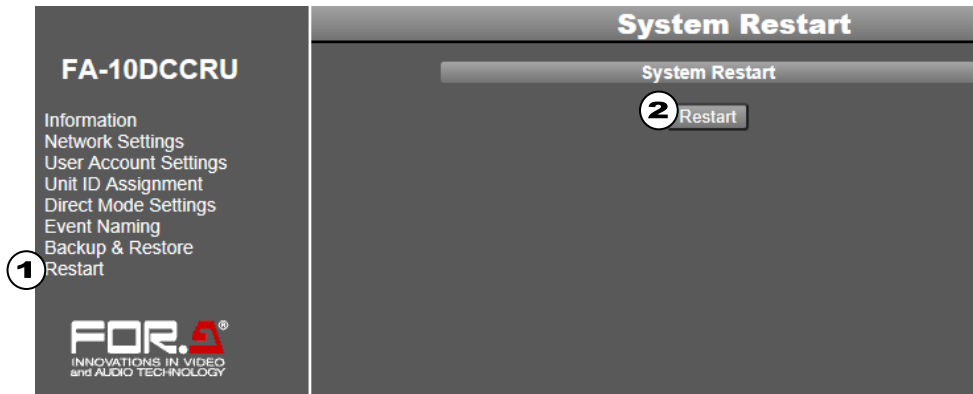 System Restart
FA-10DCCRU
System Restart
2 Restart
Information
Network Settings
User Account Settings
Unit ID Assignment
Direct Mode Settings
Event Naming
Backup & Restore
1 Restart
FOR.A®
INNOVATIONS IN VIDEO
and AUDIO TECHNOLOGY